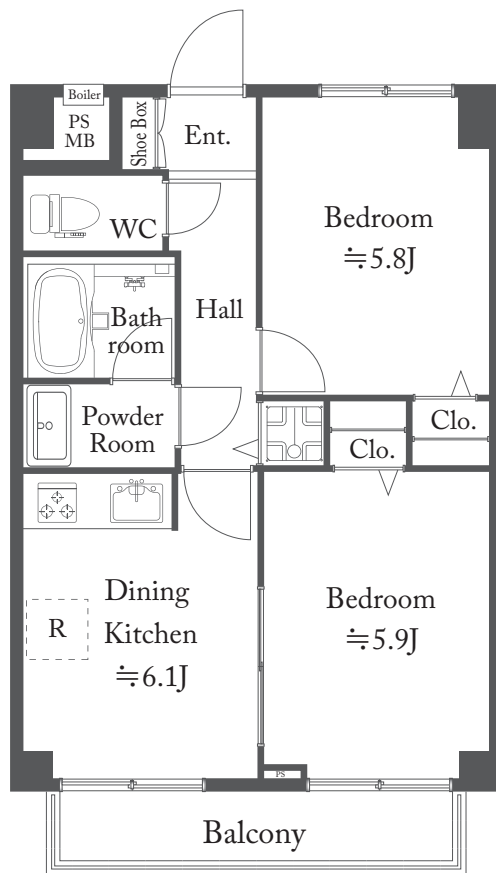 Boiler
PS
MB
Shoe Box
Ent.
WC
Bedroom
≒5.8J
Hall
Bath
room
Powder
Room
Clo.
Clo.
Dining
Kitchen
≒6.1J
R
Bedroom
≒5.9J
PS
Balcony